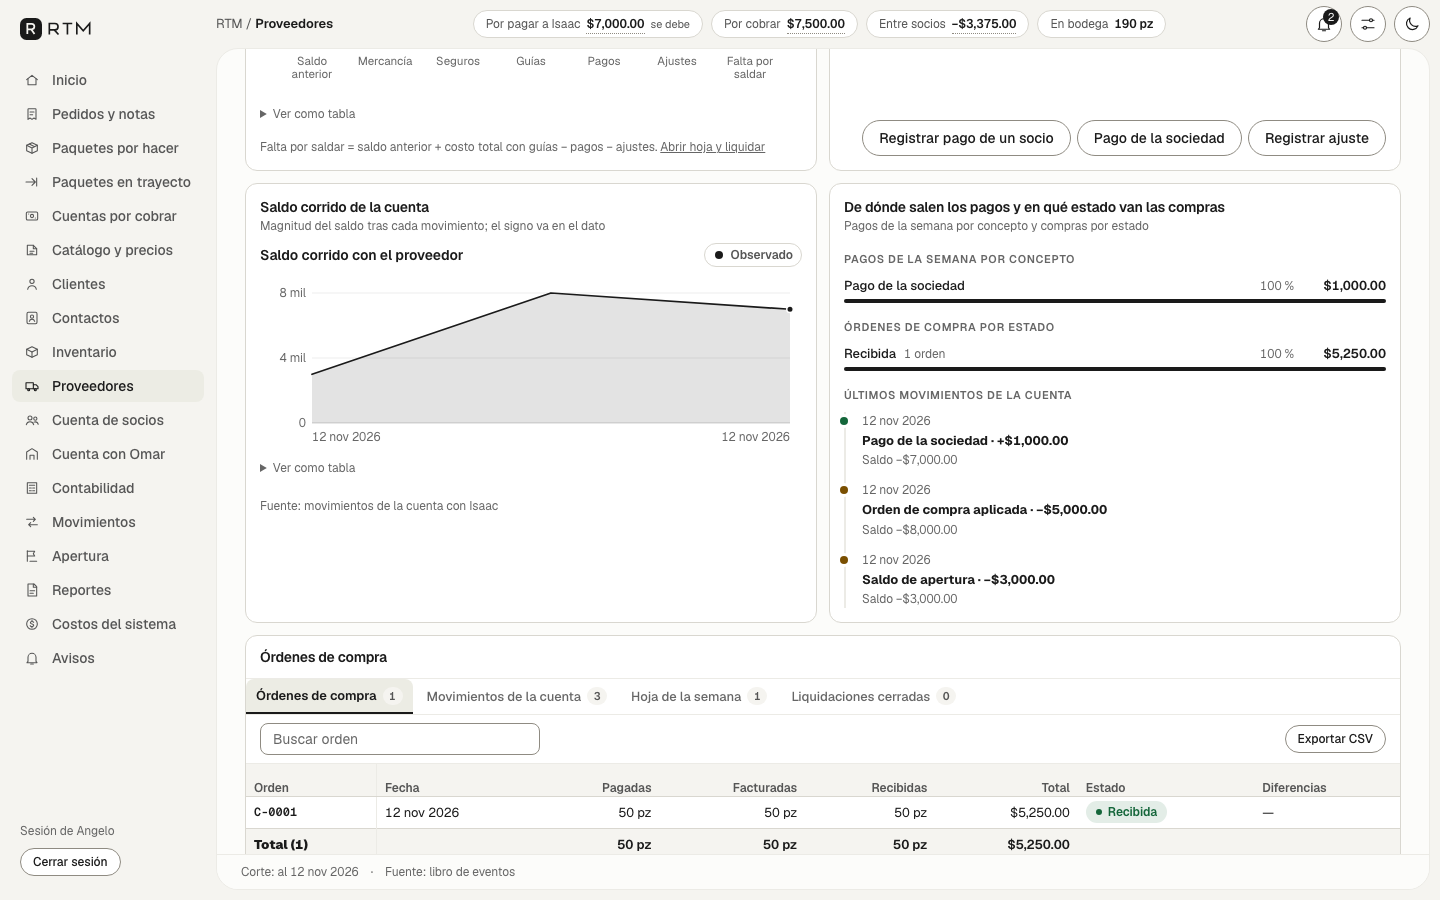 RTM
RTM / Proveedores
Por pagar a Isaac $7,000.00 se debe
Por cobrar $7,500.00
Entre socios −$3,375.00
En bodega 190 pz
2
Inicio
Pedidos y notas
Paquetes por hacer
Paquetes en trayecto
Cuentas por cobrar
Catálogo y precios
Clientes
Contactos
Inventario
Proveedores
Cuenta de socios
Cuenta con Omar
Contabilidad
Movimientos
Apertura
Reportes
Costos del sistema
Avisos
Sesión de Angelo
Cerrar sesión
Saldo anterior
Mercancía
Seguros
Guías
Pagos
Ajustes
Falta por saldar
Ver como tabla
Falta por saldar = saldo anterior + costo total con guías − pagos − ajustes. Abrir hoja y liquidar
Registrar pago de un socio
Pago de la sociedad
Registrar ajuste
Saldo corrido de la cuenta
Magnitud del saldo tras cada movimiento; el signo va en el dato
Saldo corrido con el proveedor
Observado
8 mil
4 mil
0
12 nov 2026
12 nov 2026
Ver como tabla
Fuente: movimientos de la cuenta con Isaac
De dónde salen los pagos y en qué estado van las compras
Pagos de la semana por concepto y compras por estado
PAGOS DE LA SEMANA POR CONCEPTO
Pago de la sociedad 100 % $1,000.00
ÓRDENES DE COMPRA POR ESTADO
Recibida 1 orden 100 % $5,250.00
ÚLTIMOS MOVIMIENTOS DE LA CUENTA
12 nov 2026
Pago de la sociedad · +$1,000.00
Saldo −$7,000.00
12 nov 2026
Orden de compra aplicada · −$5,000.00
Saldo −$8,000.00
12 nov 2026
Saldo de apertura · −$3,000.00
Saldo −$3,000.00
Órdenes de compra
Órdenes de compra 1
Movimientos de la cuenta 3
Hoja de la semana 1
Liquidaciones cerradas 0
Buscar orden
Exportar CSV
Orden Fecha Pagadas Facturadas Recibidas Total Estado Diferencias
C-0001 12 nov 2026 50 pz 50 pz 50 pz $5,250.00 Recibida —
Total (1) 50 pz 50 pz 50 pz $5,250.00
Corte: al 12 nov 2026 · Fuente: libro de eventos